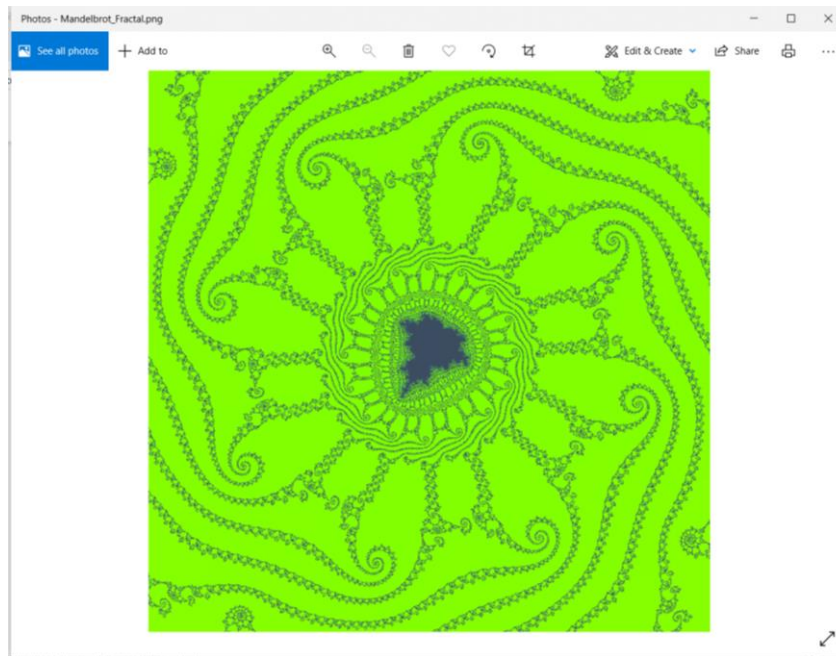 Photos - Mandelbrot_Fractal.png
See all photos
Add to
Edit & Create
Share